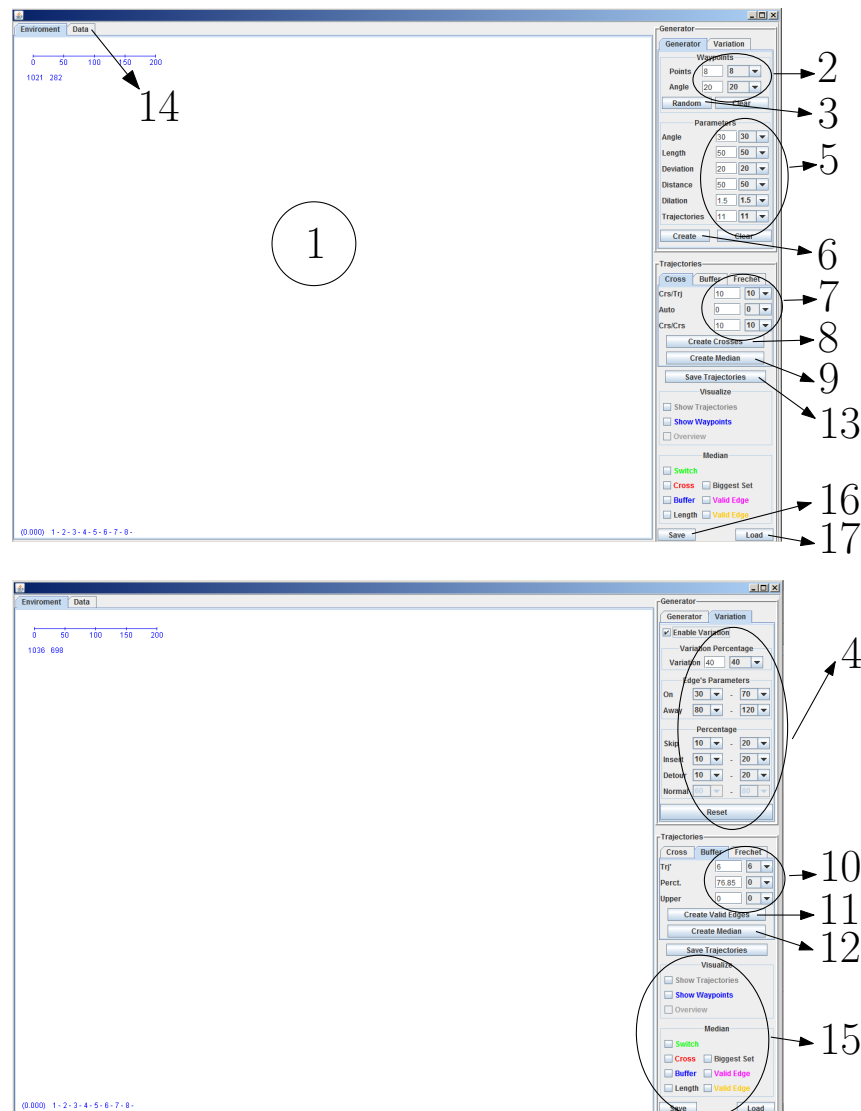 Enviroment Data
0 50 100 150 200
1021 282
14
1
(0.000) 1 - 2 - 3 - 4 - 5 - 6 - 7 - 8 -
Generator
Generator Variation
Waypoints
Points 8 8
Angle 20 20
2
Random Clear
3
Parameters
Angle 30 30
Length 50 50
Deviation 20 20
Distance 50 50
Dilation 1.5 1.5
Trajectories 11 11
5
Create Clear
6
Trajectories
Cross Buffer Frechet
Crs/Trj 10 10
Auto 0 0
Crs/Crs 10 10
7
Create Crosses
8
Create Median
9
Save Trajectories
13
Visualize
Show Trajectories
Show Waypoints
Overview
Median
Switch
Cross Biggest Set
Buffer Valid Edge
Length Valid Edge
16
Save Load
17
Enviroment Data
0 50 100 150 200
1036 698
(0.000) 1 - 2 - 3 - 4 - 5 - 6 - 7 - 8 -
Generator
Generator Variation
Enable Variation
Variation Percentage
Variation 40 40
4
Edge's Parameters
On 30 - 70
Away 80 - 120
Percentage
Skip 10 - 20
Insert 10 - 20
Detour 10 - 20
Normal 80 - 80
Reset
Trajectories
Cross Buffer Frechet
Trj' 6 6
Perct. 76.85 0
Upper 0 0
10
Create Valid Edges
11
Create Median
12
Save Trajectories
Visualize
Show Trajectories
Show Waypoints
Overview
Median
15
Switch
Cross Biggest Set
Buffer Valid Edge
Length Valid Edge
Save Load